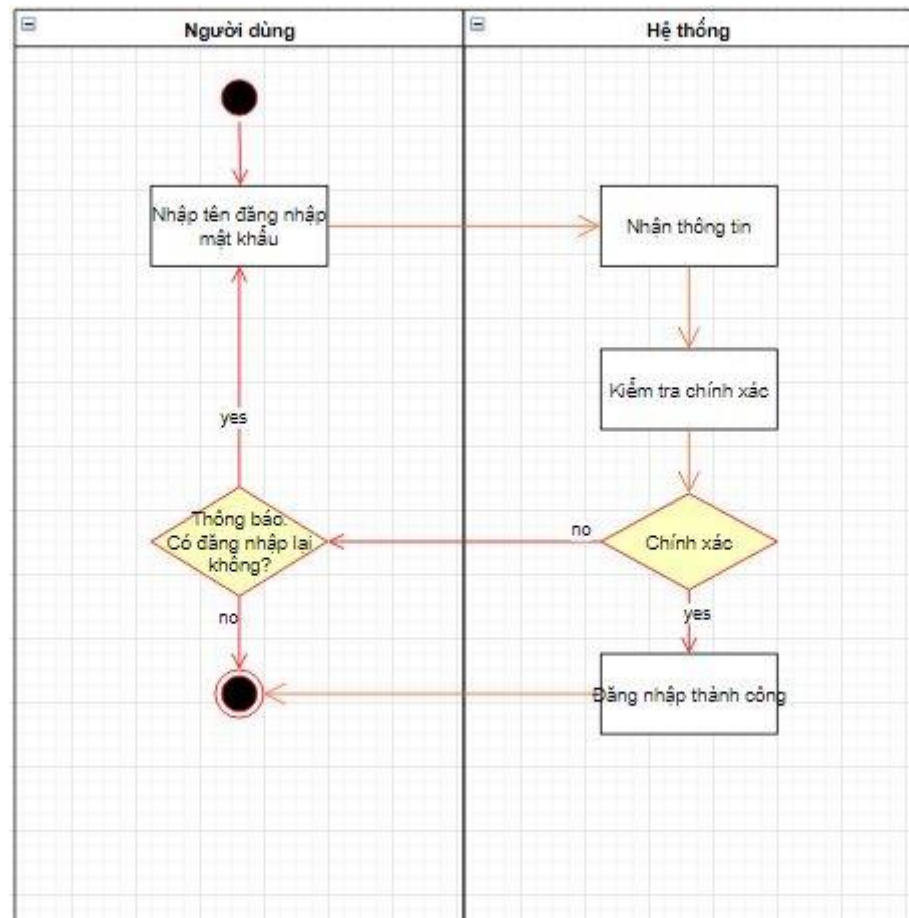 Người dùng
Hệ thống
Nhập tên đăng nhập
mật khẩu
Nhận thông tin
Kiểm tra chính xác
yes
Thông báo:
Có đăng nhập lại
không?
no
Chính xác
no
yes
Đăng nhập thành công